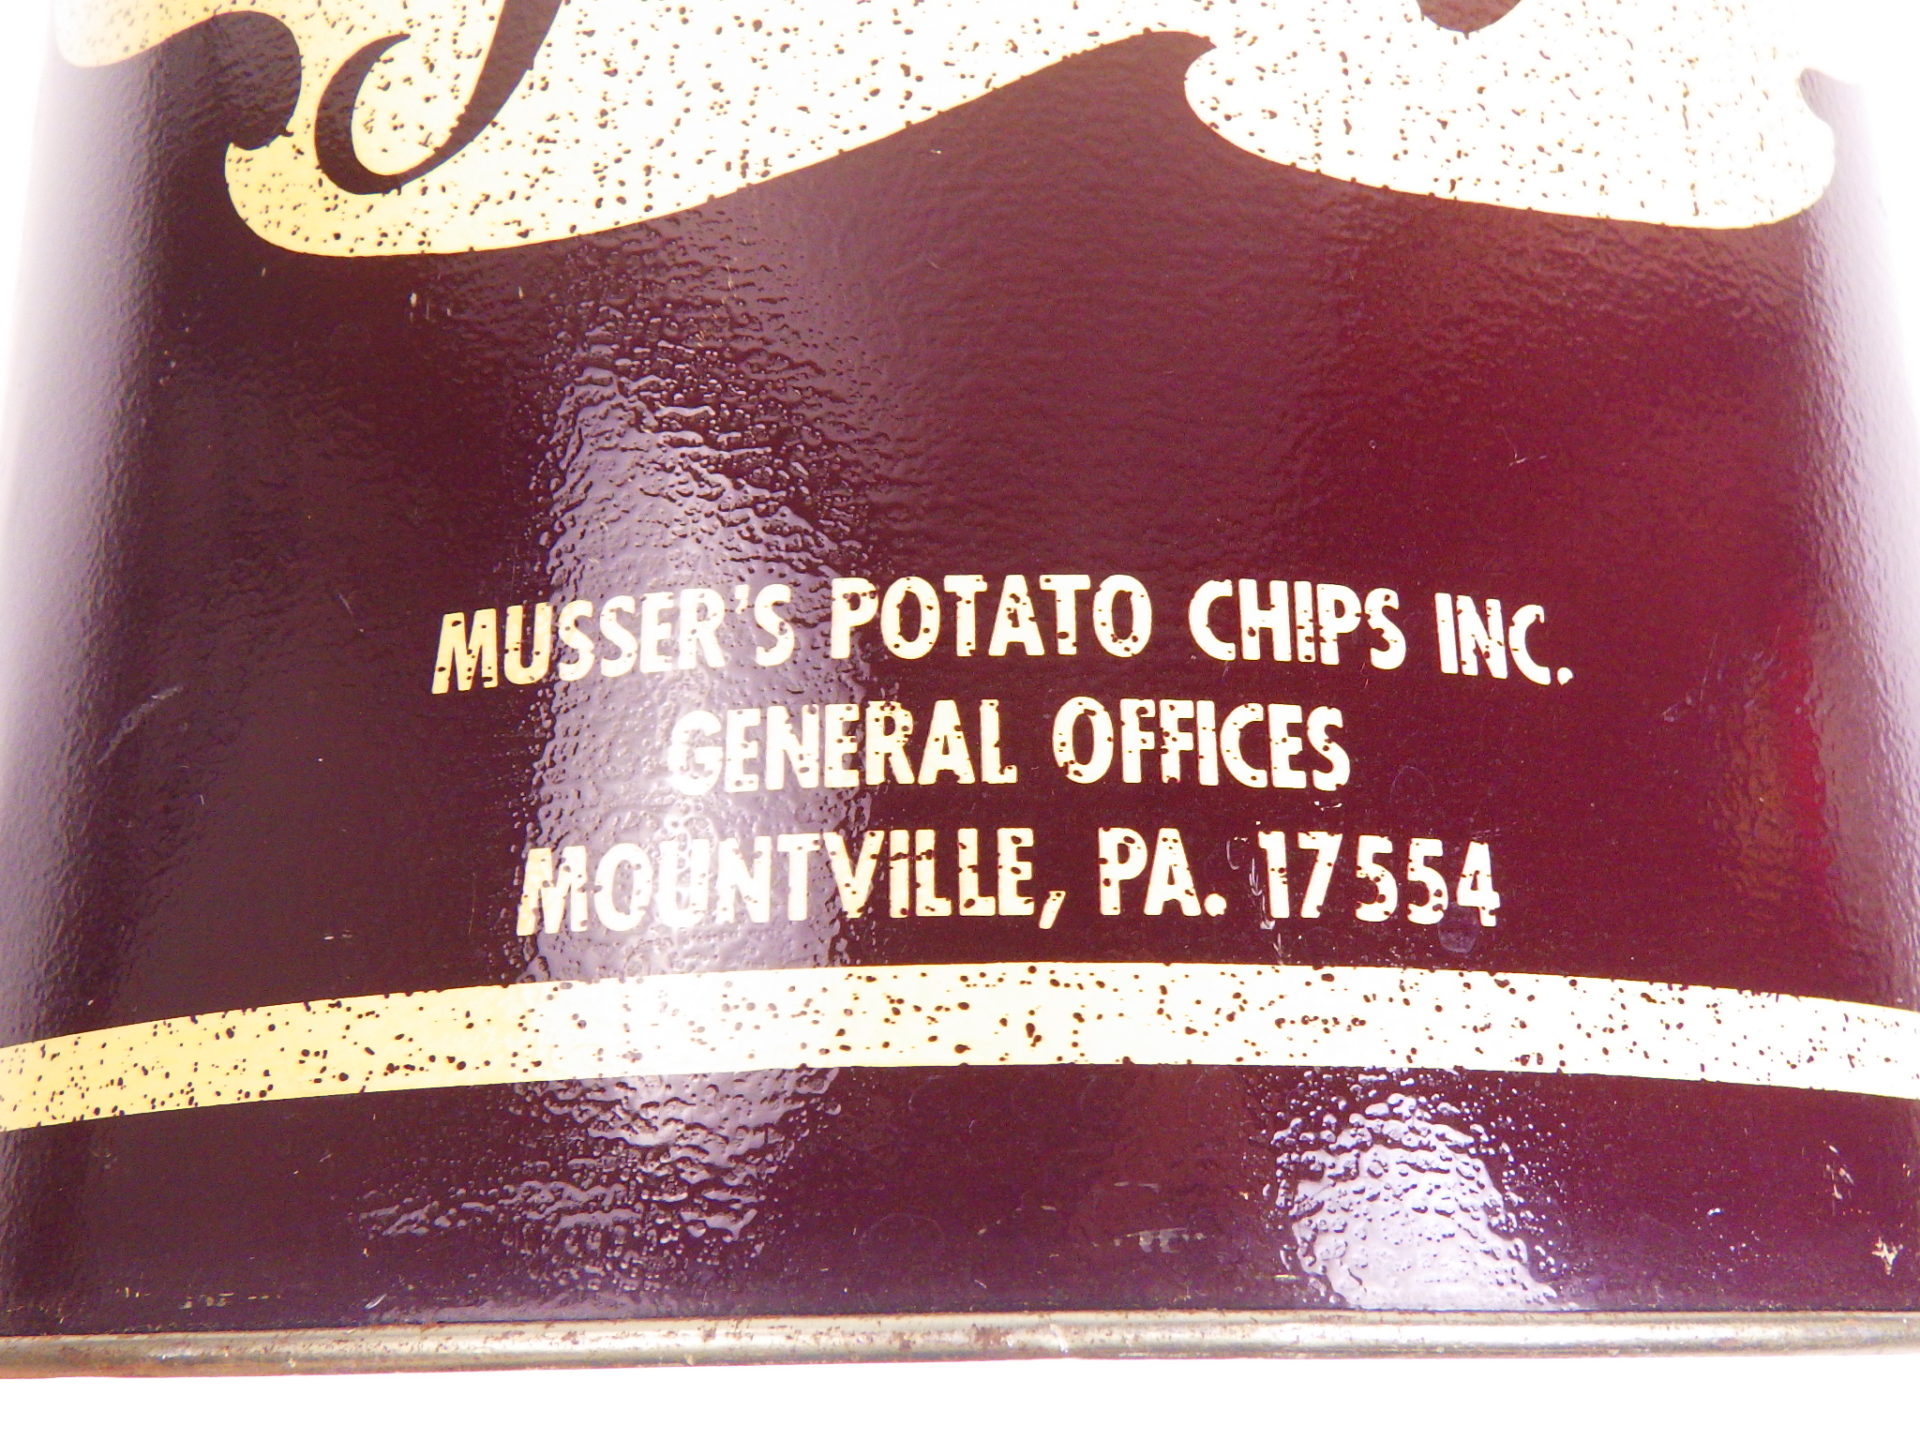 MUSSER'S POTATO CHIPS INC.
GENERAL OFFICES
MOUNTVILLE, PA. 17554